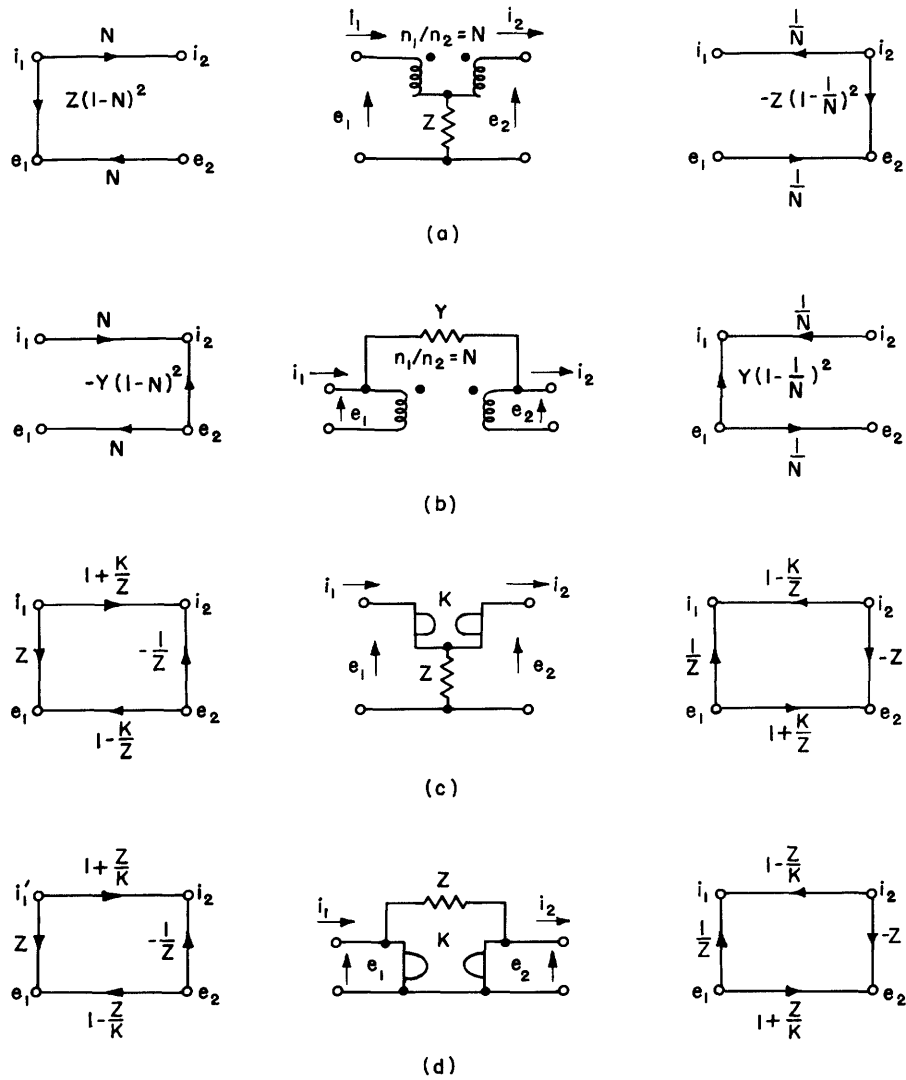 N
i₁ i₂
Z(1-N)²
e₁ e₂
N
i₁ n₁/n₂ = N i₂
e₁ Z e₂
1/N
i₁ i₂
-Z(1-1/N)²
e₁ e₂
1/N
(a)
N
i₁ i₂
-Y(1-N)²
e₁ e₂
N
Y
n₁/n₂ = N
i₁ i₂
e₁ e₂
1/N
i₁ i₂
Y(1-1/N)²
e₁ e₂
1/N
(b)
1+K/Z
i₁ i₂
Z -1/Z
e₁ e₂
1-K/Z
i₁ K i₂
e₁ Z e₂
1-K/Z
i₁ i₂
1/Z -Z
e₁ e₂
1+K/Z
(c)
1+Z/K
i₁' i₂
Z -1/Z
e₁ e₂
1-Z/K
Z
i₁ i₂
K
e₁ e₂
1-Z/K
i₁ i₂
1/Z -Z
e₁ e₂
1+Z/K
(d)